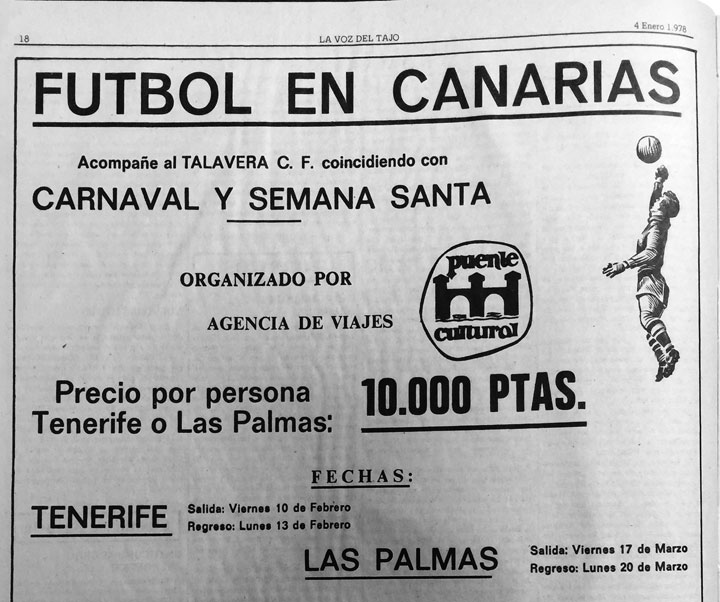 18
LA VOZ DEL TAJO
4 Enero 1.978
FUTBOL EN CANARIAS
Acompañe al TALAVERA C. F. coincidiendo con
CARNAVAL Y SEMANA SANTA
ORGANIZADO POR
AGENCIA DE VIAJES
puente
cultural
Precio por persona
Tenerife o Las Palmas:
10.000 PTAS.
FECHAS:
TENERIFE
Salida: Viernes 10 de Febrero
Regreso: Lunes 13 de Febrero
LAS PALMAS
Salida: Viernes 17 de Marzo
Regreso: Lunes 20 de Marzo